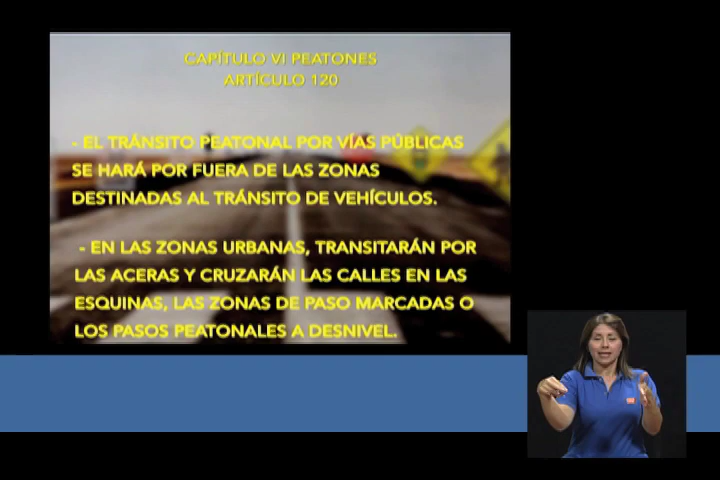 CAPÍTULO VI PEATONES
ARTÍCULO 120
- EL TRÁNSITO PEATONAL POR VÍAS PÚBLICAS
SE HARÁ POR FUERA DE LAS ZONAS
DESTINADAS AL TRÁNSITO DE VEHÍCULOS.
- EN LAS ZONAS URBANAS, TRANSITARÁN POR
LAS ACERAS Y CRUZARÁN LAS CALLES EN LAS
ESQUINAS, LAS ZONAS DE PASO MARCADAS O
LOS PASOS PEATONALES A DESNIVEL.